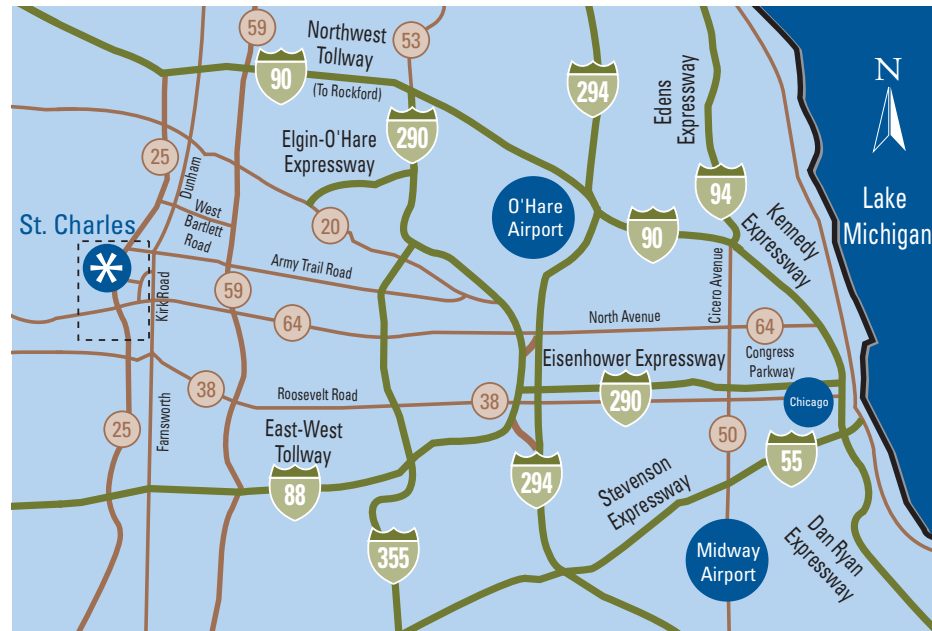 59
Northwest
Tollway
(To Rockford)
53
90
294
Edens
Expressway
N
290
Elgin-O'Hare
Expressway
25
Dunham
94
Lake
Michigan
West
Bartlett
Road
20
O'Hare
Airport
90
Kennedy
Expressway
St. Charles
*
Army Trail Road
Cicero Avenue
59
Kirk Road
64
North Avenue
64
Eisenhower Expressway
Congress
Parkway
38
Roosevelt Road
38
290
Chicago
25
Farnsworth
East-West
Tollway
50
55
88
294
Stevenson
Expressway
355
Midway
Airport
Dan Ryan
Expressway